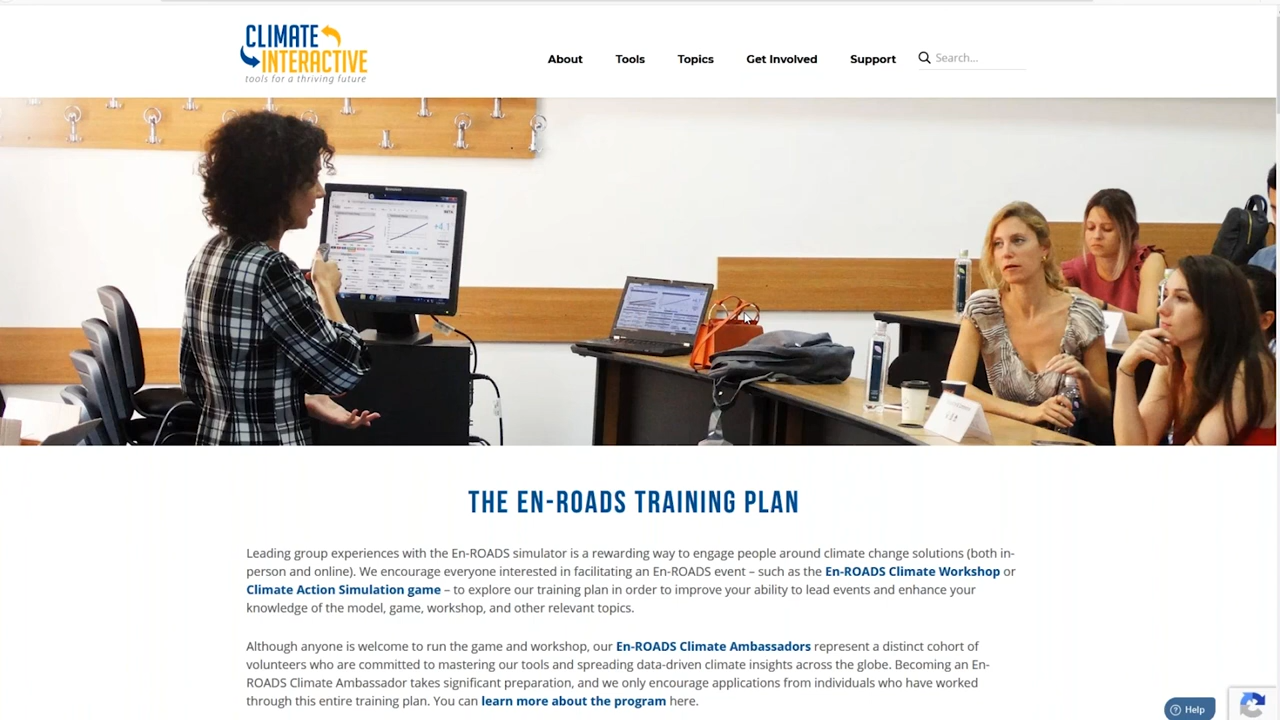 CLIMATE
INTERACTIVE
tools for a thriving future
About Tools Topics Get Involved Support Search...
THE EN-ROADS TRAINING PLAN
Leading group experiences with the En-ROADS simulator is a rewarding way to engage people around climate change solutions (both in-
person and online). We encourage everyone interested in facilitating an En-ROADS event – such as the En-ROADS Climate Workshop or
Climate Action Simulation game – to explore our training plan in order to improve your ability to lead events and enhance your
knowledge of the model, game, workshop, and other relevant topics.
Although anyone is welcome to run the game and workshop, our En-ROADS Climate Ambassadors represent a distinct cohort of
volunteers who are committed to mastering our tools and spreading data-driven climate insights across the globe. Becoming an En-
ROADS Climate Ambassador takes significant preparation, and we only encourage applications from individuals who have worked
through this entire training plan. You can learn more about the program here.
Help